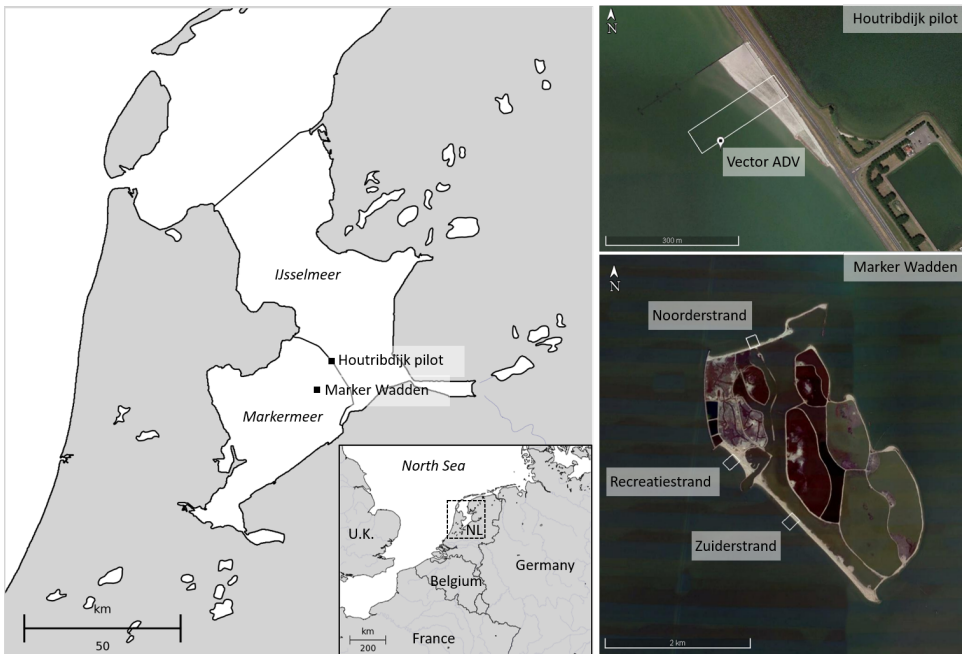 IJsselmeer
Houtribdijk pilot
Marker Wadden
Markermeer
km
50
North Sea
U.K.
NL
Germany
Belgium
France
km
200
Houtribdijk pilot
N
Vector ADV
300 m
Marker Wadden
N
Noorderstrand
Recreatiestrand
Zuiderstrand
2 km